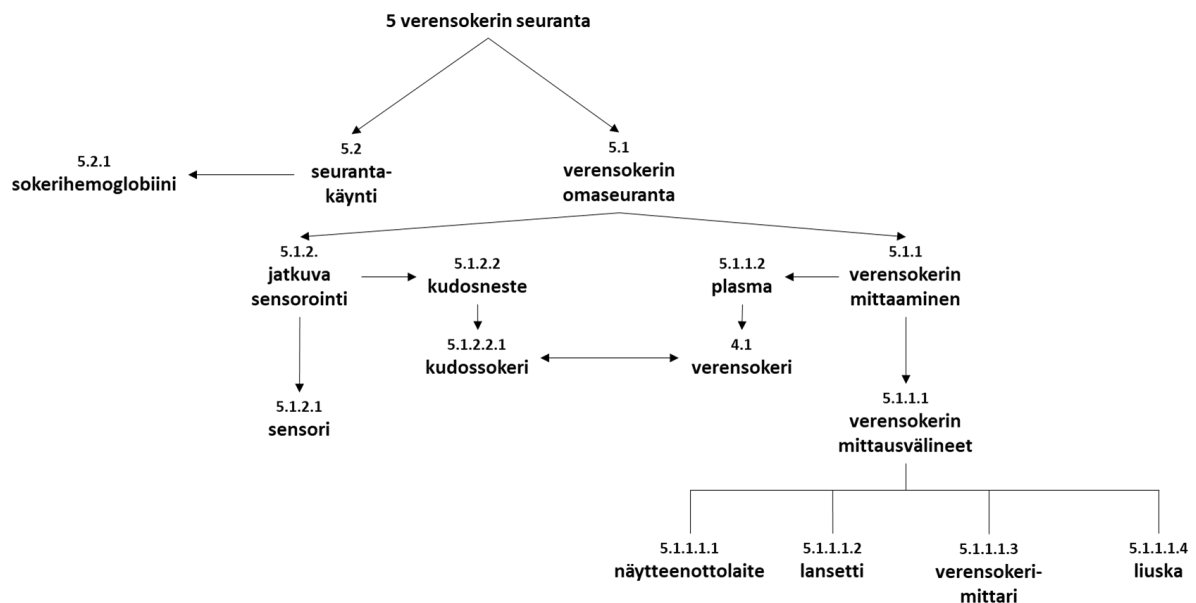 5 verensokerin seuranta
5.2
seuranta-
käynti
5.1
verensokerin
omaseuranta
5.2.1
sokerihemoglobiini
5.1.2.
jatkuva
sensorointi
5.1.2.2
kudosneste
5.1.1.2
plasma
5.1.1
verensokerin
mittaaminen
5.1.2.2.1
kudossokeri
4.1
verensokeri
5.1.2.1
sensori
5.1.1.1
verensokerin
mittausvälineet
5.1.1.1.1
näytteenottolaite
5.1.1.1.2
lansetti
5.1.1.1.3
verensokeri-
mittari
5.1.1.1.4
liuska